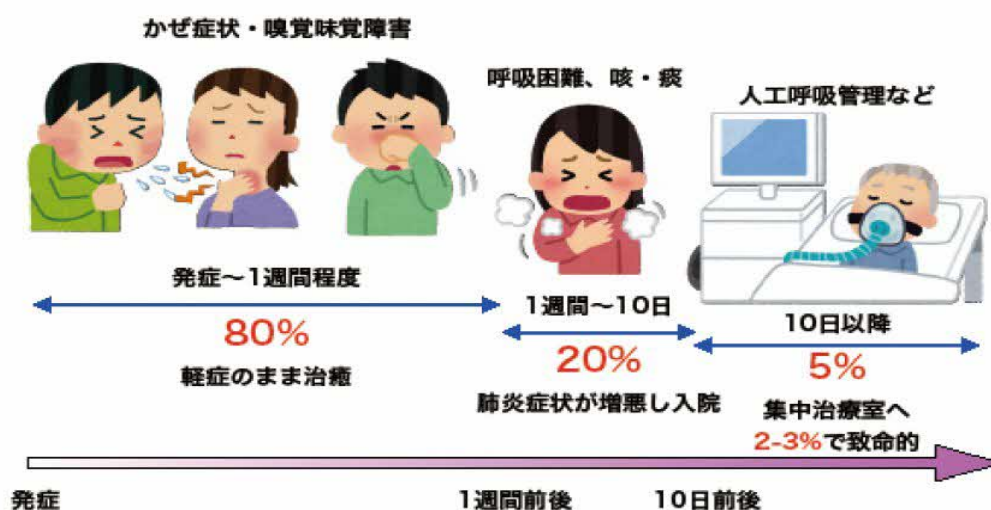 かぜ症状・嗅覚味覚障害
呼吸困難、咳・痰
人工呼吸管理など
発症～1週間程度
80%
軽症のまま治癒
1週間～10日
20%
肺炎症状が増悪し入院
10日以降
5%
集中治療室へ
2-3%で致命的
発症
1週間前後
10日前後